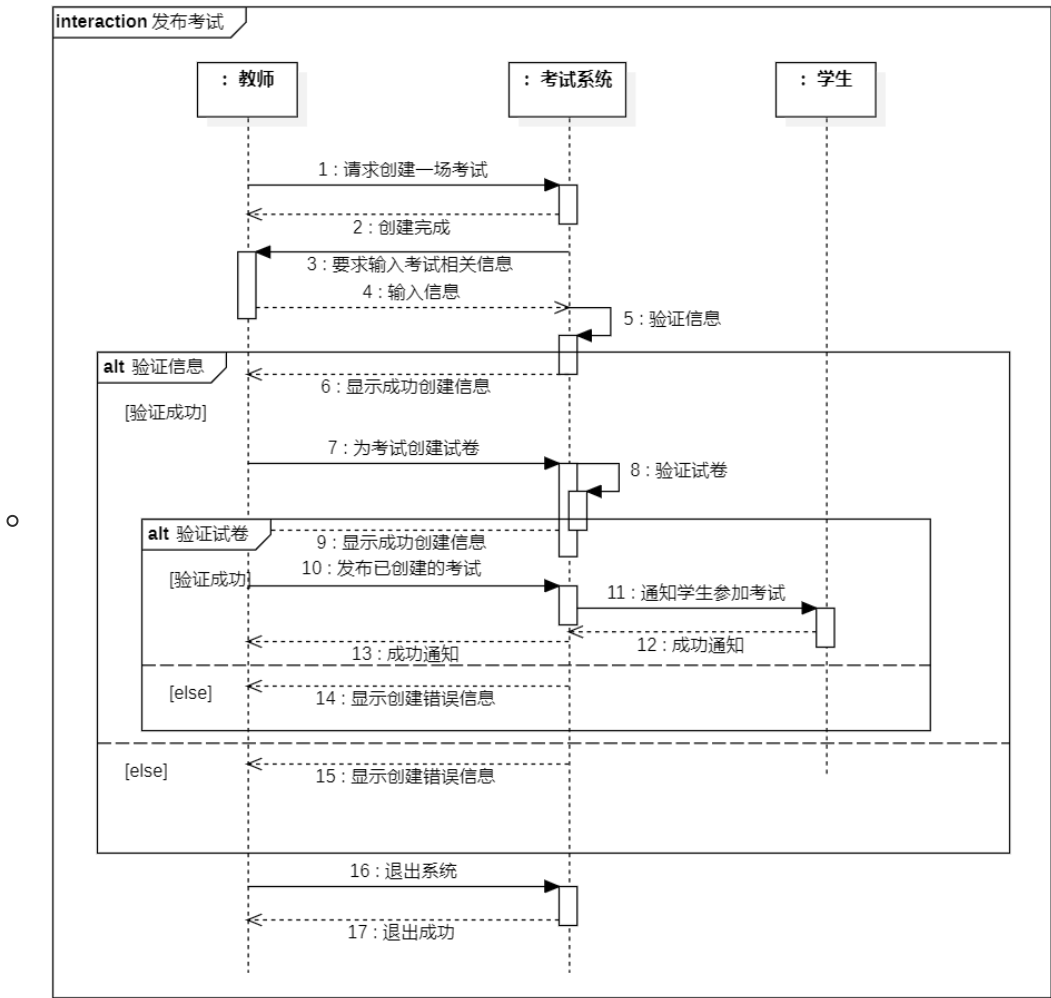 interaction 发布考试
: 教师
: 考试系统
: 学生
1 : 请求创建一场考试
2 : 创建完成
3 : 要求输入考试相关信息
4 : 输入信息
5 : 验证信息
alt 验证信息
6 : 显示成功创建信息
[验证成功]
7 : 为考试创建试卷
8 : 验证试卷
alt 验证试卷
9 : 显示成功创建信息
10 : 发布已创建的考试
[验证成功]
11 : 通知学生参加考试
12 : 成功通知
13 : 成功通知
[else]
14 : 显示创建错误信息
[else]
15 : 显示创建错误信息
16 : 退出系统
17 : 退出成功